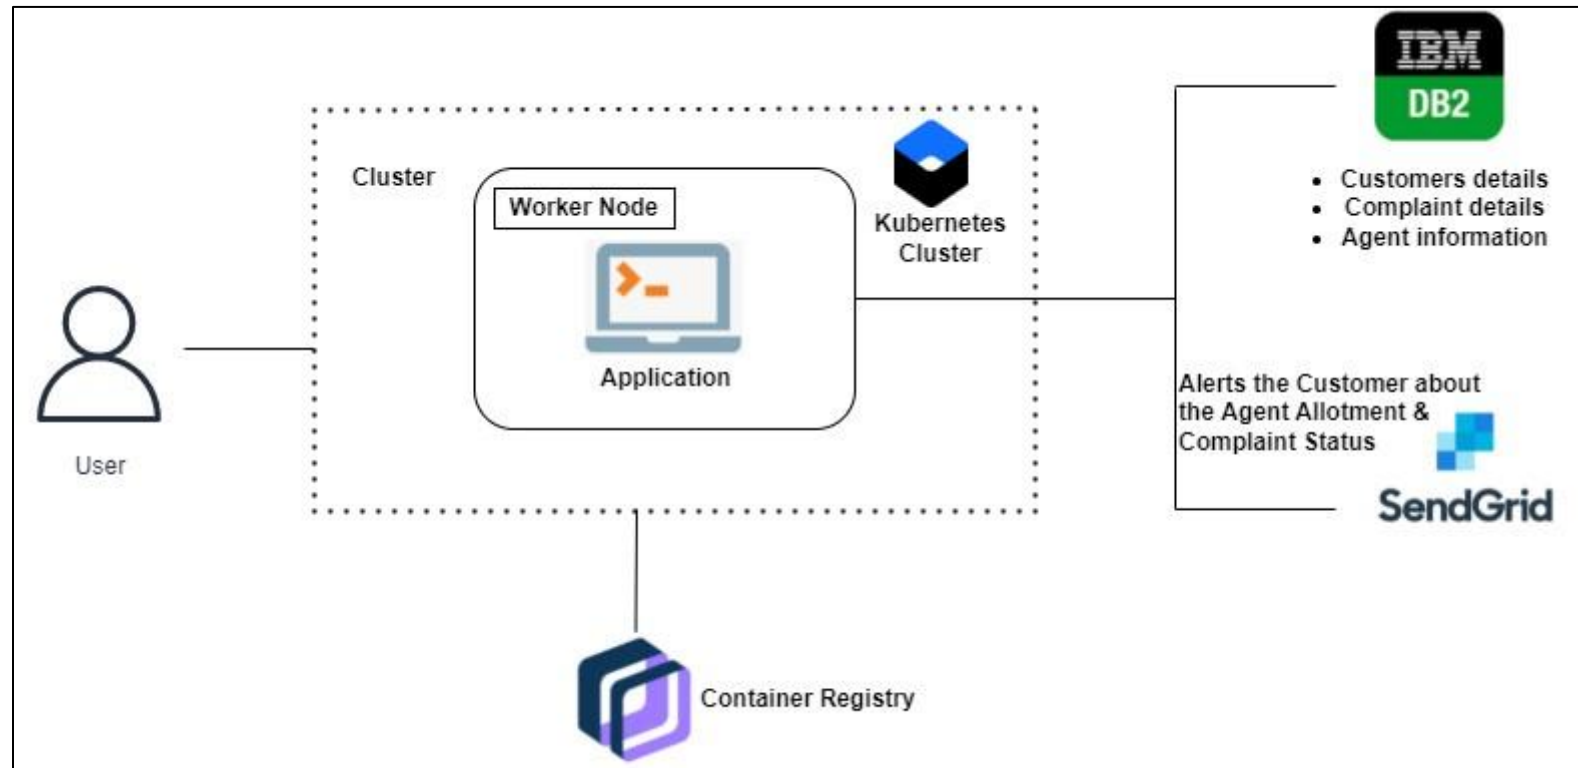 IBM
DB2
Cluster
Worker Node
Kubernetes
Cluster
• Customers details
• Complaint details
• Agent information
Application
Alerts the Customer about
the Agent Allotment &
Complaint Status
User
SendGrid
Container Registry